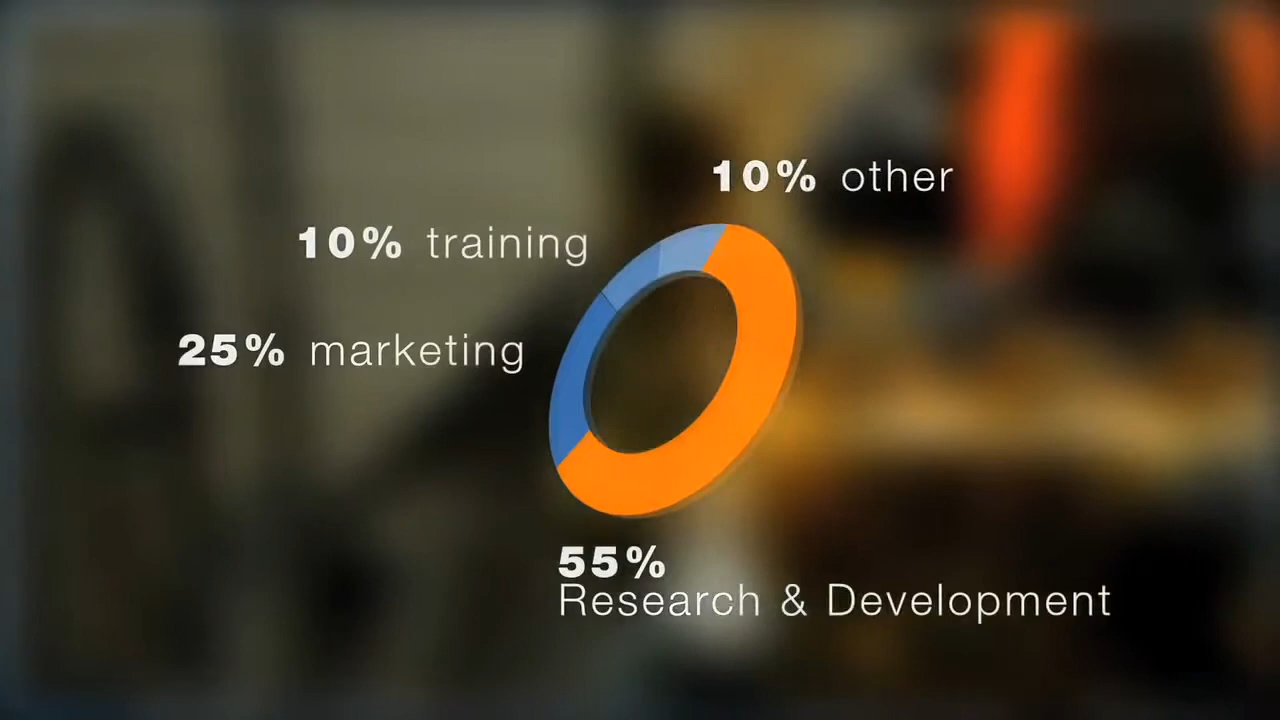 10% other
10% training
25% marketing
55%
Research & Development